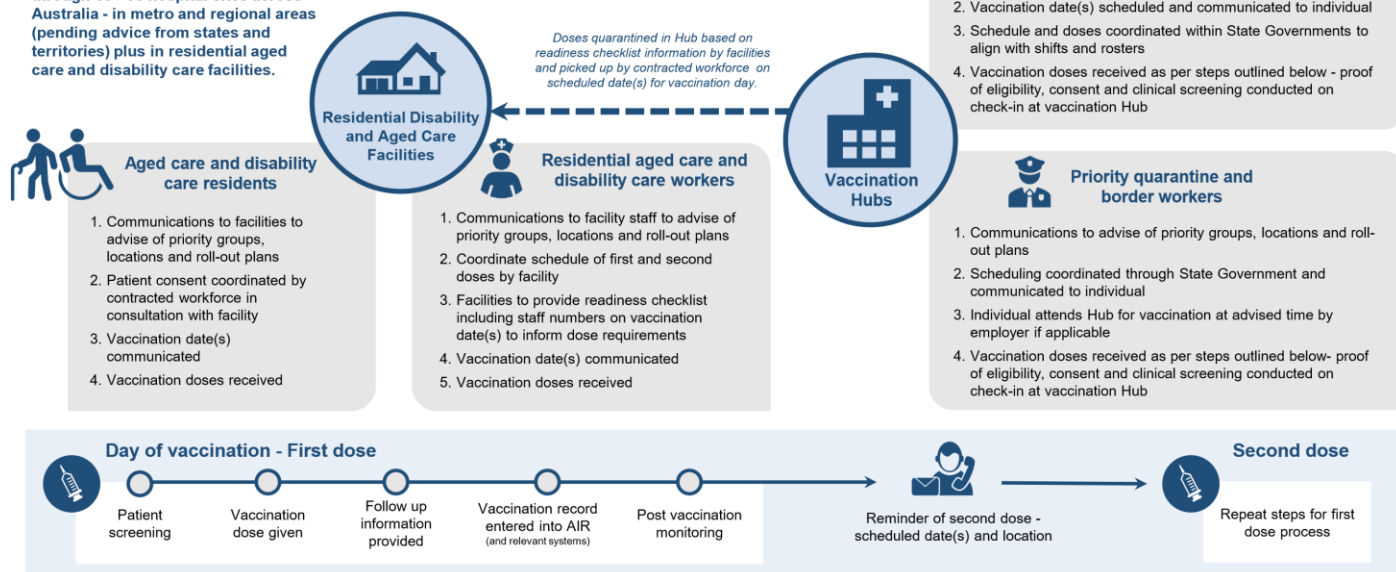 Australia - in metro and regional areas
(pending advice from states and
territories) plus in residential aged
care and disability care facilities.
Residential Disability
and Aged Care
Facilities
Doses quarantined in Hub based on
readiness checklist information by facilities
and picked up by contracted workforce on
scheduled date(s) for vaccination day.
Vaccination
Hubs
2. Vaccination date(s) scheduled and communicated to individual
3. Schedule and doses coordinated within State Governments to
align with shifts and rosters
4. Vaccination doses received as per steps outlined below - proof
of eligibility, consent and clinical screening conducted on
check-in at vaccination Hub
Aged care and disability
care residents
1. Communications to facilities to
advise of priority groups,
locations and roll-out plans
2. Patient consent coordinated by
contracted workforce in
consultation with facility
3. Vaccination date(s)
communicated
4. Vaccination doses received
Residential aged care and
disability care workers
1. Communications to facility staff to advise of
priority groups, locations and roll-out plans
2. Coordinate schedule of first and second
doses by facility
3. Facilities to provide readiness checklist
including staff numbers on vaccination
date(s) to inform dose requirements
4. Vaccination date(s) communicated
5. Vaccination doses received
Priority quarantine and
border workers
1. Communications to advise of priority groups, locations and roll-
out plans
2. Scheduling coordinated through State Government and
communicated to individual
3. Individual attends Hub for vaccination at advised time by
employer if applicable
4. Vaccination doses received as per steps outlined below- proof
of eligibility, consent and clinical screening conducted on
check-in at vaccination Hub
Day of vaccination - First dose
Patient
screening
Vaccination
dose given
Follow up
information
provided
Vaccination record
entered into AIR
(and relevant systems)
Post vaccination
monitoring
Reminder of second dose -
scheduled date(s) and location
Second dose
Repeat steps for first
dose process